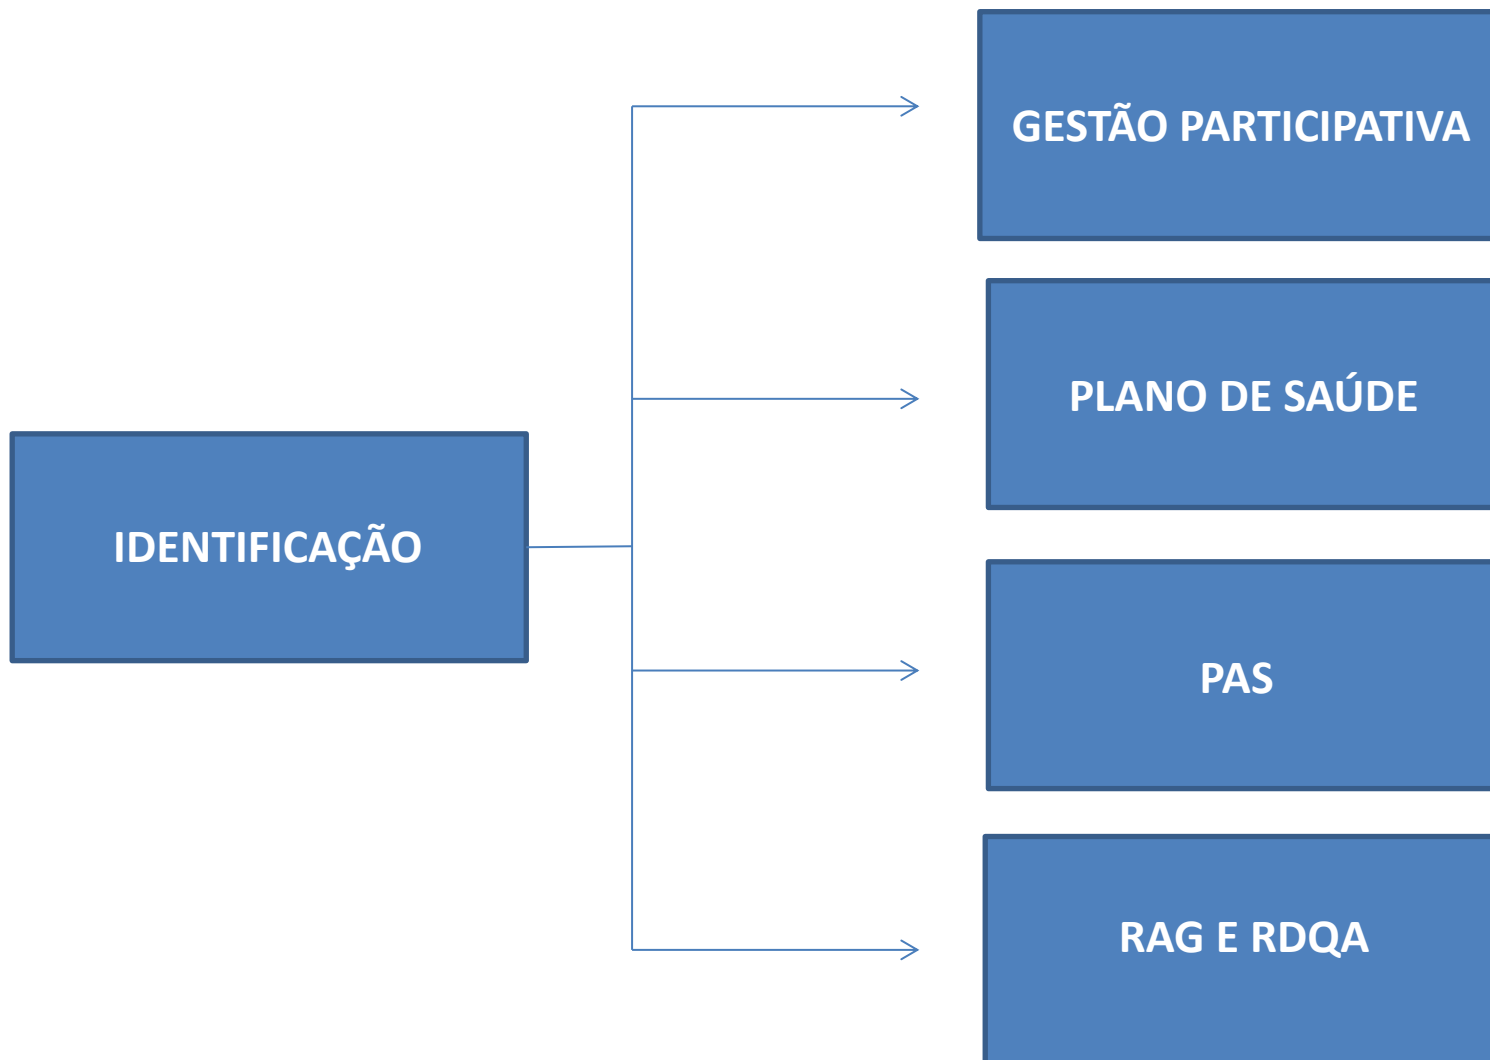 GESTÃO PARTICIPATIVA
PLANO DE SAÚDE
IDENTIFICAÇÃO
PAS
RAG E RDQA